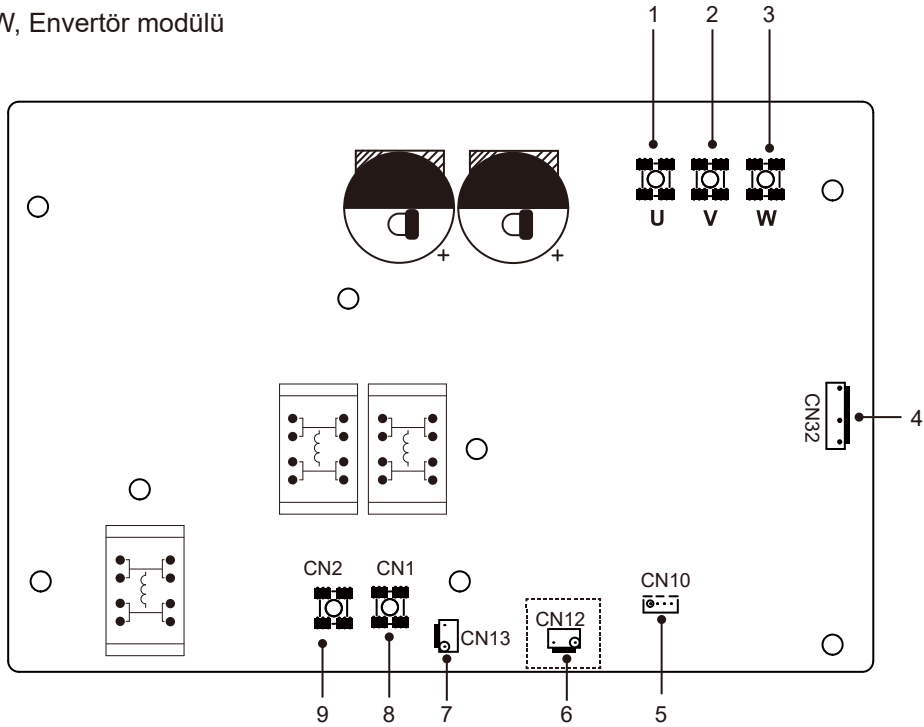 W, Envertör modülü
1 2 3
U V W
+ +
CN32
4
CN2 CN1
CN10
CN12
CN13
9 8 7 6 5